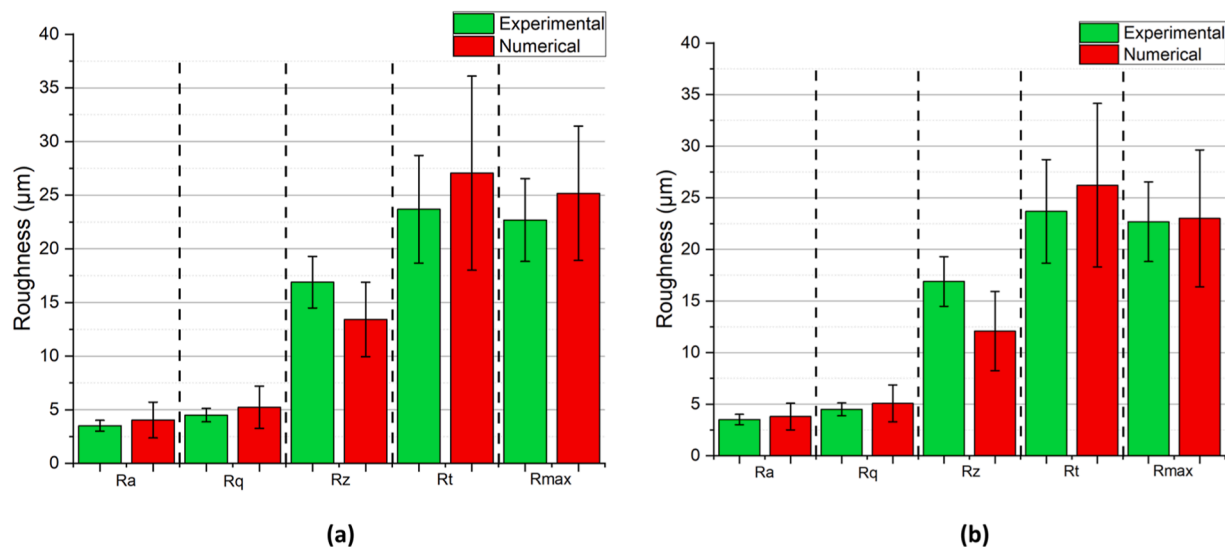 Experimental
Numerical
Roughness (μm)
40
35
30
25
20
15
10
5
0
Ra
Rq
Rz
Rt
Rmax
(a)
Experimental
Numerical
Roughness (μm)
40
35
30
25
20
15
10
5
0
Ra
Rq
Rz
Rt
Rmax
(b)